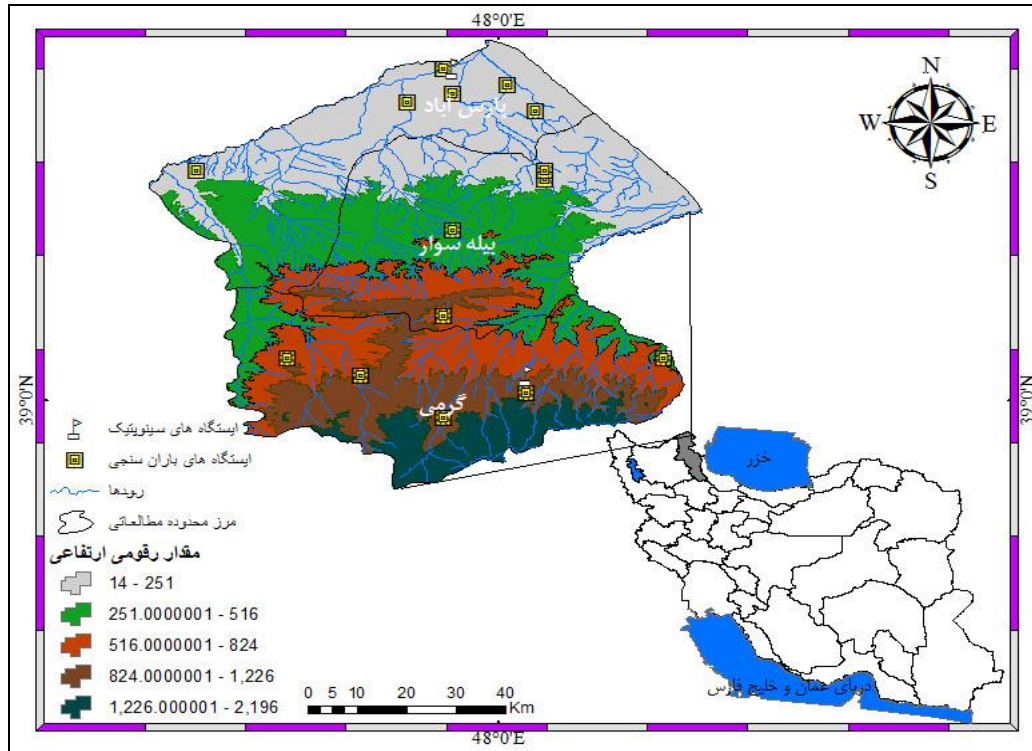 48°0'E
N
W E
S
پارس آباد
بیله سوار
گرمی
39°0'N
39°0'N
ایستگاه های سینوپتیک
ایستگاه های باران سنجی
رودها
مرز محدوده مطالعاتی
مقدار رقومی ارتفاعی
14 - 251
251.0000001 - 516
516.0000001 - 824
824.0000001 - 1,226
1,226.000001 - 2,196
0 5 10 20 30 40
Km
خزر
دریای عمان و خلیج فارس
48°0'E